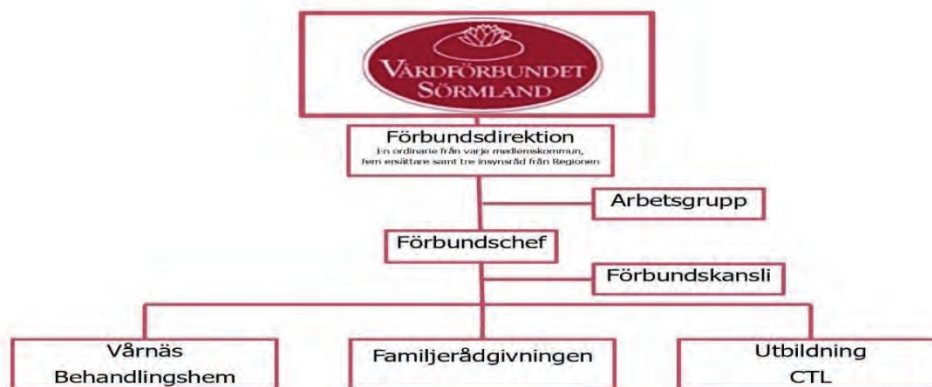 VÅRDFÖRBUNDET
SÖRMLAND
Förbundsdirektion
En ordinarie från varje medlemskommun,
fem ersättare samt tre insynsråd från Regionen
Arbetsgrupp
Förbundschef
Förbundskansli
Vårnäs
Behandlingshem
Familjerådgivningen
Utbildning
CTL